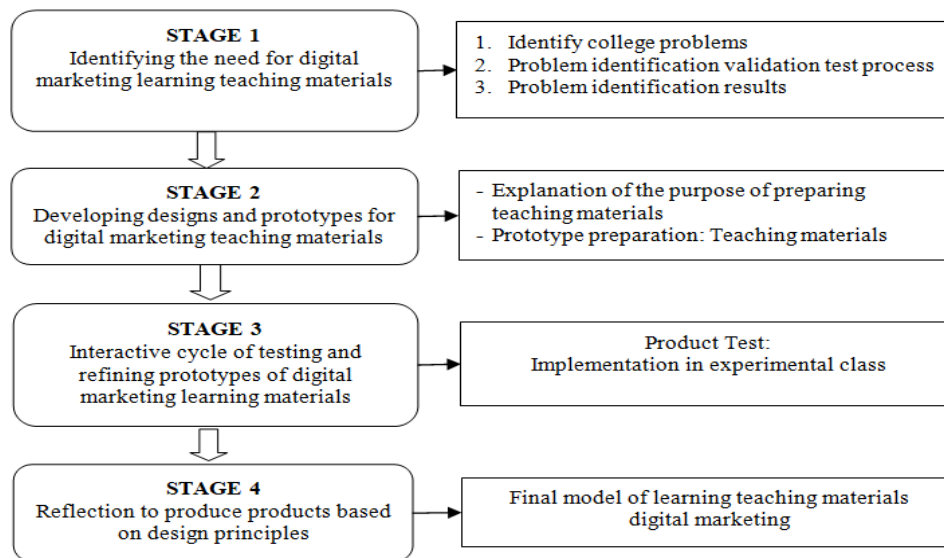 STAGE 1
Identifying the need for digital
marketing learning teaching materials
1. Identify college problems
2. Problem identification validation test process
3. Problem identification results
STAGE 2
Developing designs and prototypes for
digital marketing teaching materials
- Explanation of the purpose of preparing
teaching materials
- Prototype preparation: Teaching materials
STAGE 3
Interactive cycle of testing and
refining prototypes of digital
marketing learning materials
Product Test:
Implementation in experimental class
STAGE 4
Reflection to produce products based
on design principles
Final model of learning teaching materials
digital marketing